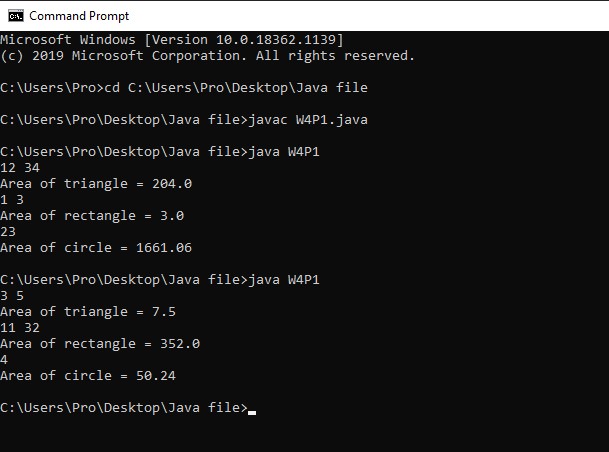 Command Prompt
Microsoft Windows [Version 10.0.18362.1139]
(c) 2019 Microsoft Corporation. All rights reserved.
C:\Users\Pro>cd C:\Users\Pro\Desktop\Java file
C:\Users\Pro\Desktop\Java file>javac W4P1.java
C:\Users\Pro\Desktop\Java file>java W4P1
12 34
Area of triangle = 204.0
1 3
Area of rectangle = 3.0
23
Area of circle = 1661.06
C:\Users\Pro\Desktop\Java file>java W4P1
3 5
Area of triangle = 7.5
11 32
Area of rectangle = 352.0
4
Area of circle = 50.24
C:\Users\Pro\Desktop\Java file>